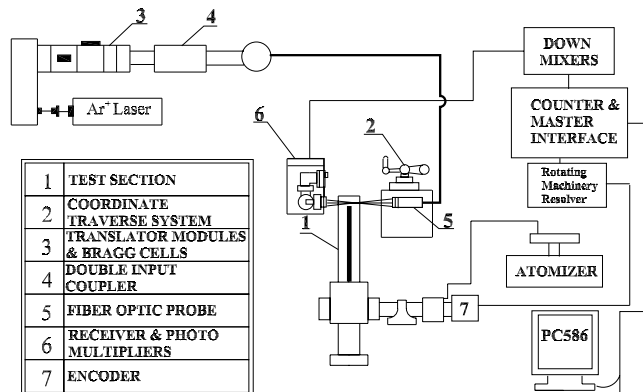 3
4
Ar+ Laser
6
2
1
5
7
DOWN
MIXERS
COUNTER &
MASTER
INTERFACE
Rotating
Machinery
Resolver
ATOMIZER
PC586
1 TEST SECTION
2 COORDINATE
TRAVERSE SYSTEM
3 TRANSLATOR MODULES
& BRAGG CELLS
4 DOUBLE INPUT
COUPLER
5 FIBER OPTIC PROBE
6 RECEIVER & PHOTO
MULTIPLIERS
7 ENCODER